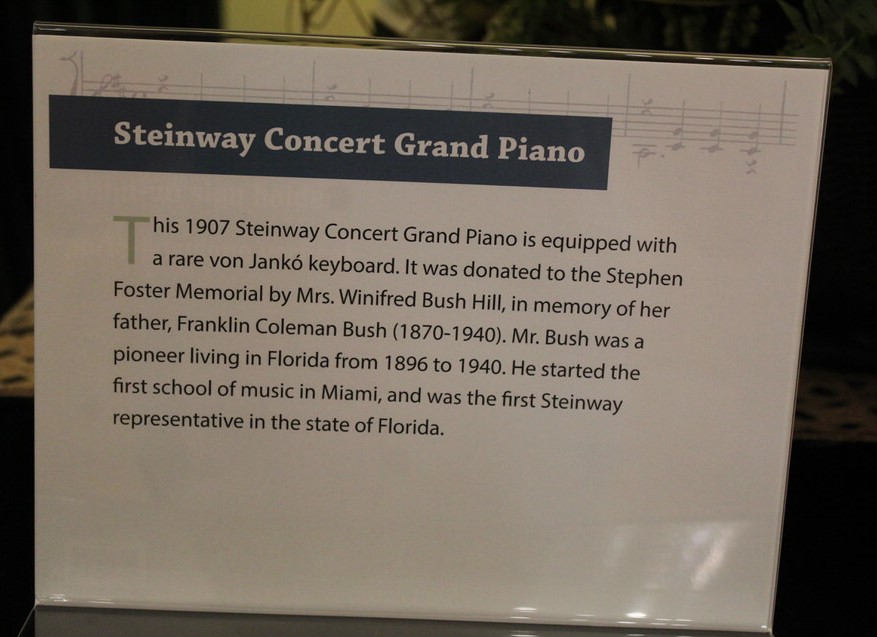 Steinway Concert Grand Piano
This 1907 Steinway Concert Grand Piano is equipped with
a rare von Jankó keyboard. It was donated to the Stephen
Foster Memorial by Mrs. Winifred Bush Hill, in memory of her
father, Franklin Coleman Bush (1870-1940). Mr. Bush was a
pioneer living in Florida from 1896 to 1940. He started the
first school of music in Miami, and was the first Steinway
representative in the state of Florida.